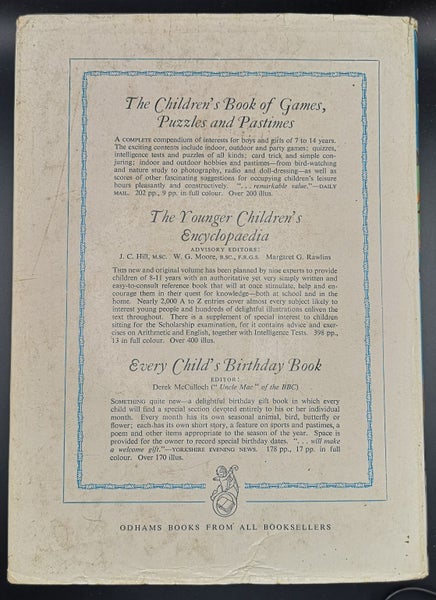 The Children's Book of Games,
Puzzles and Pastimes
A COMPLETE compendium of interests for boys and girls of 7 to 14 years.
The exciting contents include indoor, outdoor and party games; quizzes,
intelligence tests and puzzles of all kinds; card trick and simple con-
juring; indoor and outdoor hobbies and pastimes—from bird-watching
and nature study to photography, radio and doll-dressing—as well as
scores of other fascinating suggestions for occupying children's leisure
hours pleasantly and constructively. "... remarkable value."—DAILY
MAIL. 202 pp., 9 pp. in full colour. Over 200 illus.
The Younger Children's
Encyclopaedia
ADVISORY EDITORS:
J. C. Hill, M.SC. W. G. Moore, B.SC., F.R.G.S. Margaret G. Rawlins
THIS new and original volume has been planned by nine experts to provide
children of 8-11 years with an authoritative yet very simply written and
easy-to-consult reference book that will at once stimulate, help and en-
courage them in their quest for knowledge—both at school and in the
home. Nearly 2,000 A to Z entries cover almost every subject likely to
interest young people and hundreds of delightful illustrations enliven the
text throughout. There is a supplement of special interest to children
sitting for the Scholarship examination, for it contains advice and exer-
cises on Arithmetic and English, together with Intelligence Tests. 398 pp.,
13 in full colour. Over 400 illus.
Every Child's Birthday Book
EDITOR:
Derek McCulloch ("Uncle Mac" of the BBC)
SOMETHING quite new—a delightful birthday gift book in which every
child will find a special section devoted entirely to his or her individual
month. Every month has its own seasonal animal, bird, butterfly or
flower; each has its own short story, a feature on sports and pastimes, a
poem and other items appropriate to the season of the year. Space is
provided for the owner to record special birthday dates. "... will make
a welcome gift."—YORKSHIRE EVENING NEWS. 178 pp., 17 pp. in full
colour. Over 170 illus.
ODHAMS BOOKS FROM ALL BOOKSELLERS